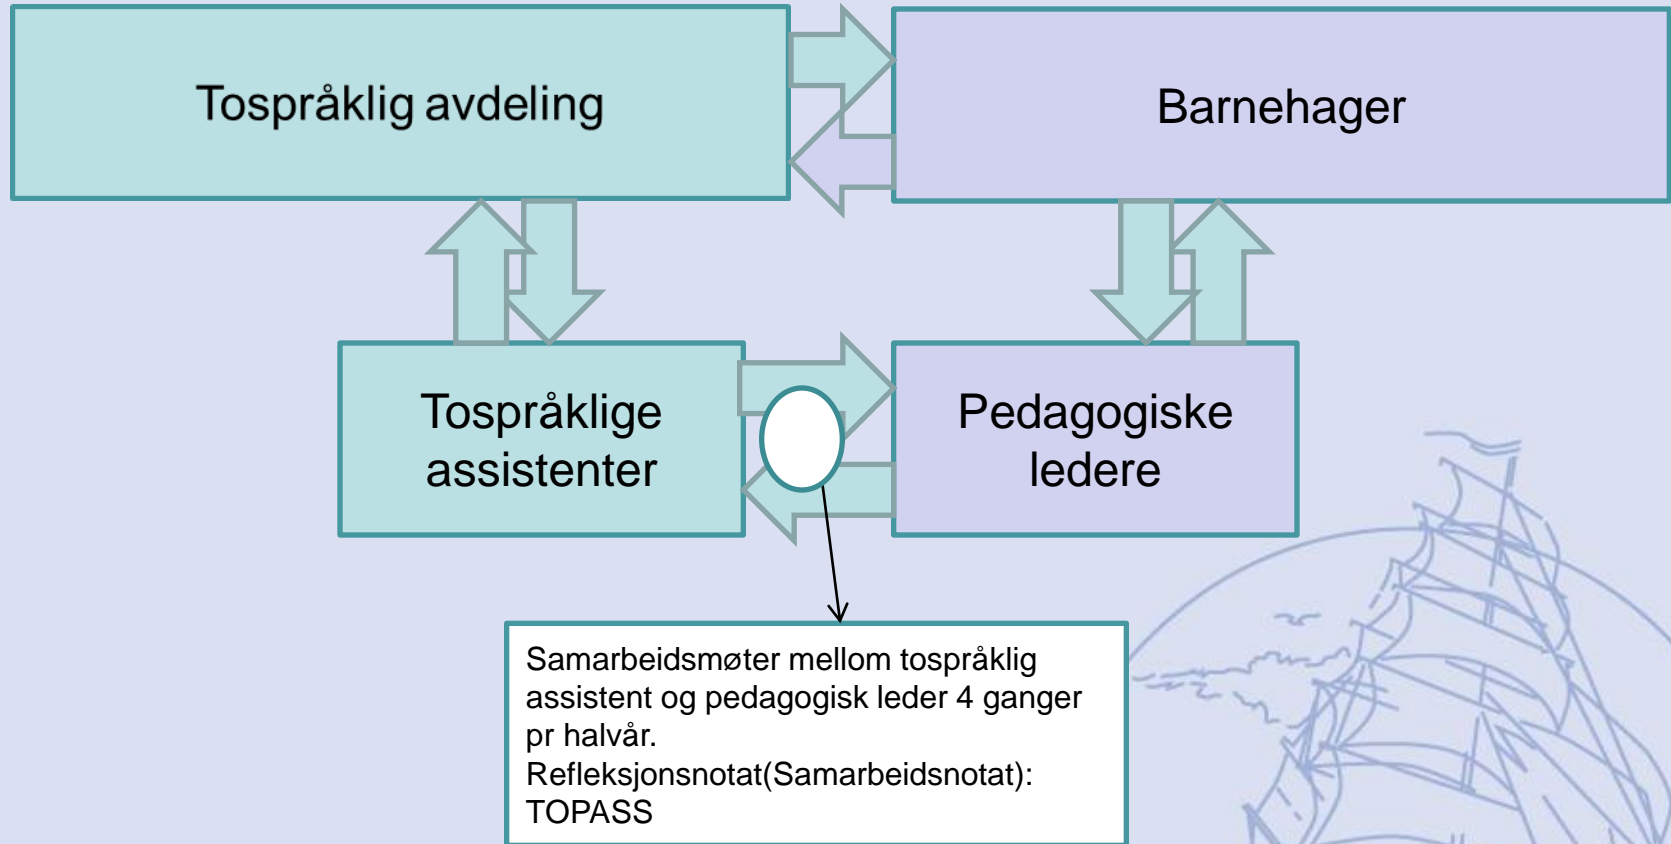 Tospråklig avdeling
Barnehager
Tospråklige
assistenter
Pedagogiske
ledere
Samarbeidsmøter mellom tospråklig
assistent og pedagogisk leder 4 ganger
pr halvår.
Refleksjonsnotat(Samarbeidsnotat):
TOPASS